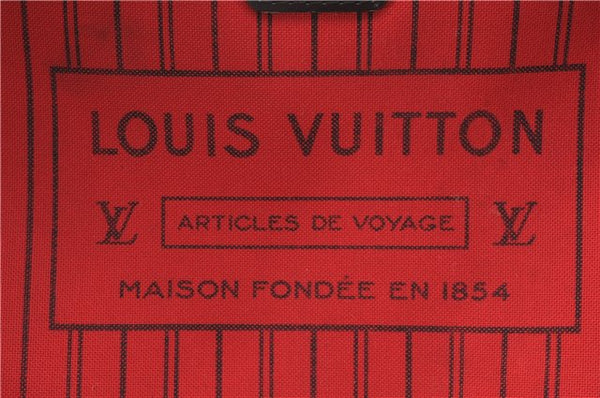 LOUIS VUITTON
LV ARTICLES DE VOYAGE LV
MAISON FONDÉE EN 1854